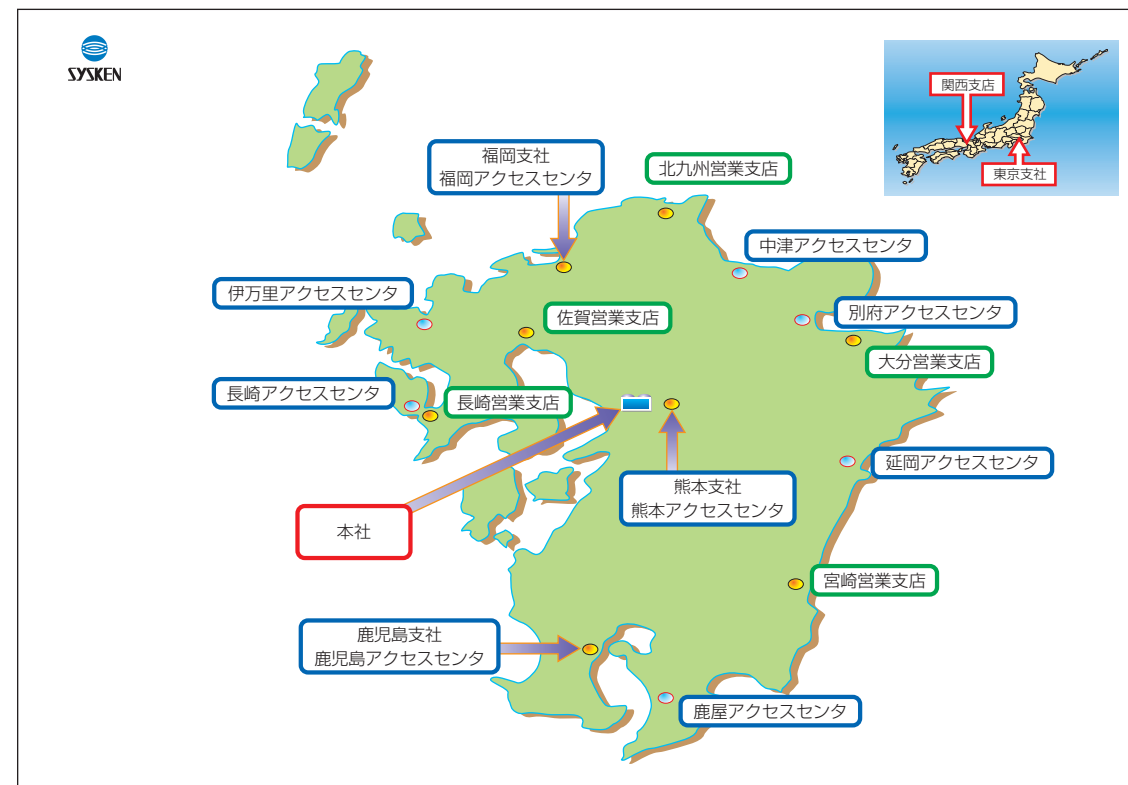 SYSKEN
関西支店
東京支社
福岡支社
福岡アクセスセンタ
北九州営業支店
中津アクセスセンタ
伊万里アクセスセンタ
佐賀営業支店
別府アクセスセンタ
大分営業支店
長崎アクセスセンタ
長崎営業支店
延岡アクセスセンタ
熊本支社
熊本アクセスセンタ
本社
宮崎営業支店
鹿児島支社
鹿児島アクセスセンタ
鹿屋アクセスセンタ